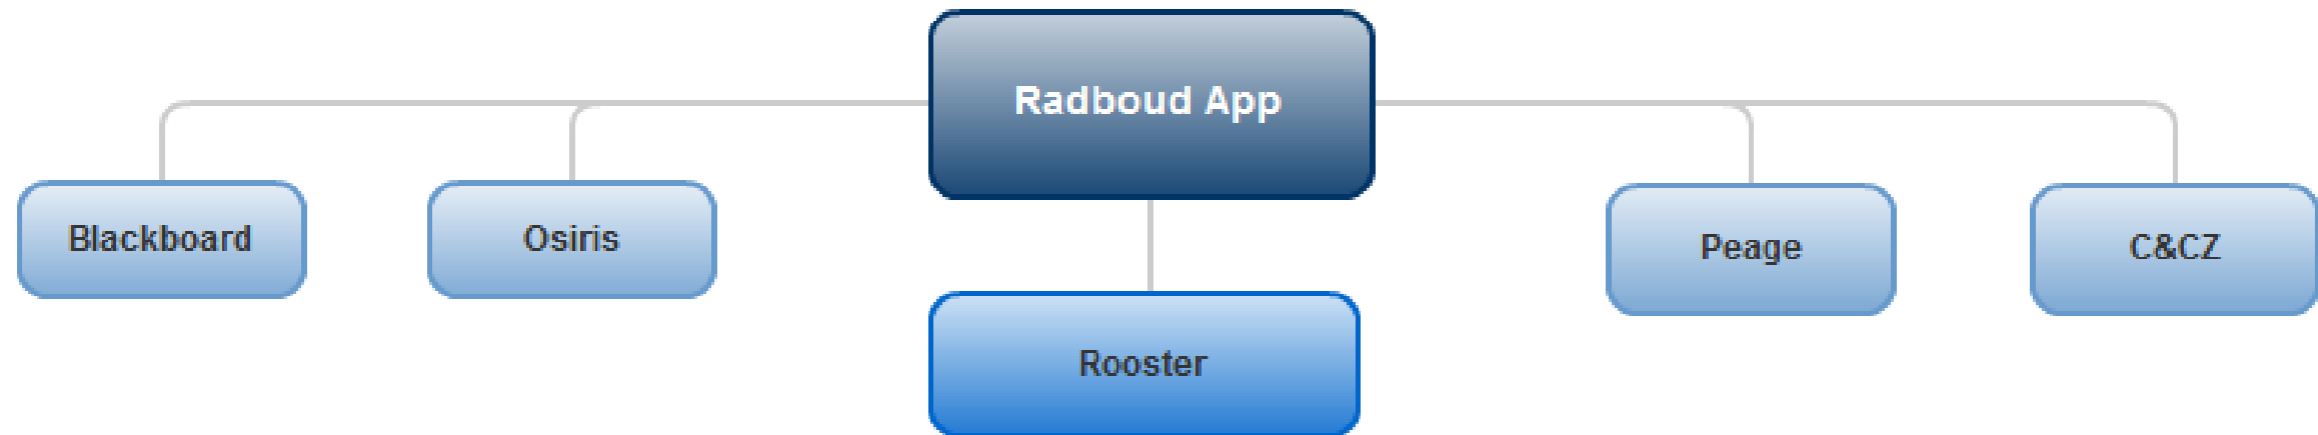 Radboud App
Blackboard
Osiris
Peage
C&CZ
Rooster